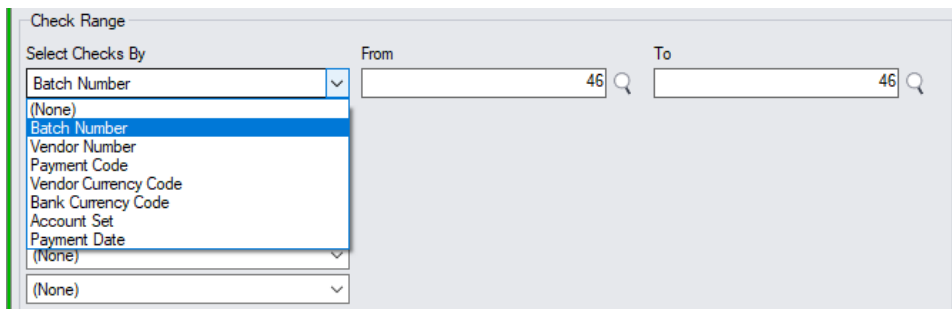 Check Range
Select Checks By From To
Batch Number 46 46
(None)
Batch Number
Vendor Number
Payment Code
Vendor Currency Code
Bank Currency Code
Account Set
Payment Date
(None)
(None)